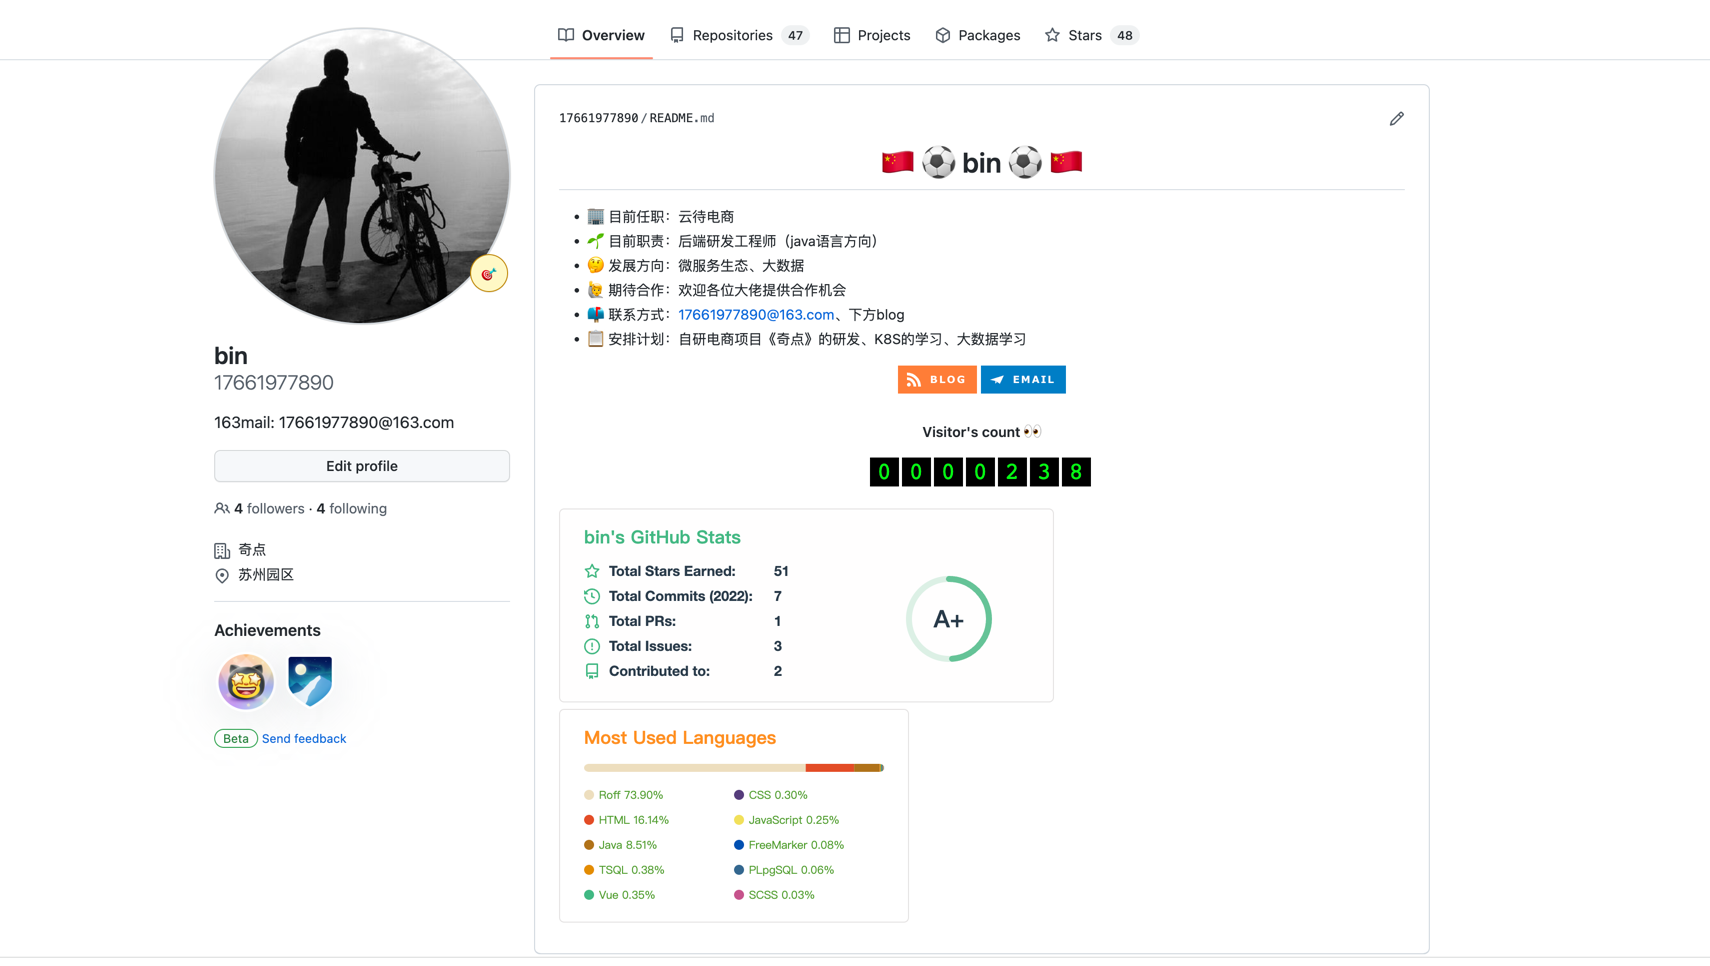 Overview Repositories 47 Projects Packages Stars 48
17661977890/README.md
🇨🇳 ⚽ bin ⚽ 🇨🇳
🏢 目前任职：云待电商
🌱 目前职责：后端研发工程师（java语言方向）
🤔 发展方向：微服务生态、大数据
🙋 期待合作：欢迎各位大佬提供合作机会
📫 联系方式：17661977890@163.com、下方blog
📋 安排计划：自研电商项目《奇点》的研发、K8S的学习、大数据学习
BLOG EMAIL
Visitor's count 👀
0 0 0 0 2 3 8
bin's GitHub Stats
Total Stars Earned: 51
Total Commits (2022): 7
Total PRs: 1
Total Issues: 3
Contributed to: 2
A+
Most Used Languages
Roff 73.90%
HTML 16.14%
Java 8.51%
TSQL 0.38%
Vue 0.35%
CSS 0.30%
JavaScript 0.25%
FreeMarker 0.08%
PLpgSQL 0.06%
SCSS 0.03%
bin
17661977890
163mail: 17661977890@163.com
Edit profile
4 followers · 4 following
奇点
苏州园区
Achievements
Beta Send feedback